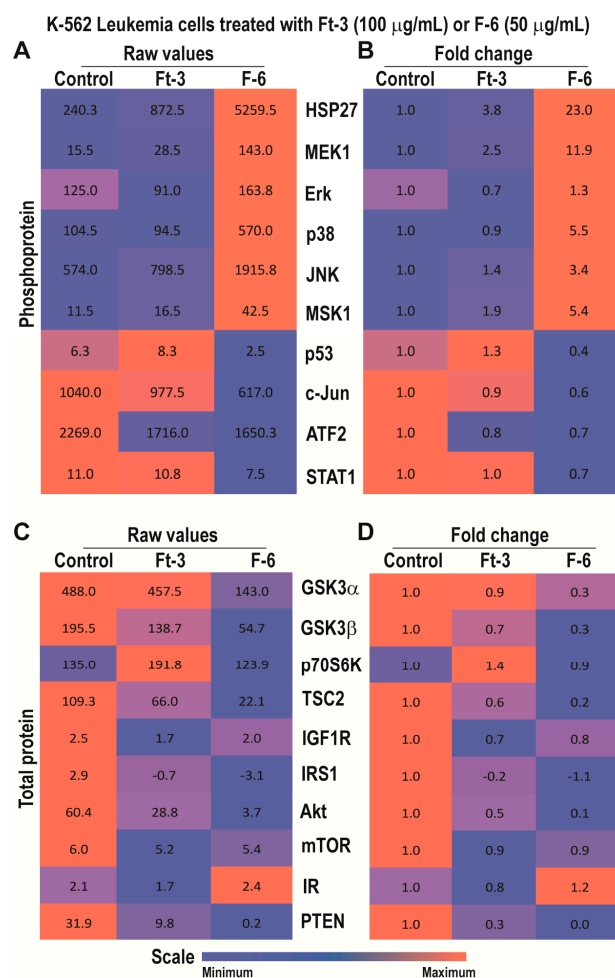 K-562 Leukemia cells treated with Ft-3 (100 μg/mL) or F-6 (50 μg/mL)
A Raw values B Fold change
Control Ft-3 F-6 Control Ft-3 F-6
Phosphoprotein
240.3 872.5 5259.5 HSP27 1.0 3.8 23.0
15.5 28.5 143.0 MEK1 1.0 2.5 11.9
125.0 91.0 163.8 Erk 1.0 0.7 1.3
104.5 94.5 570.0 p38 1.0 0.9 5.5
574.0 798.5 1915.8 JNK 1.0 1.4 3.4
11.5 16.5 42.5 MSK1 1.0 1.9 5.4
6.3 8.3 2.5 p53 1.0 1.3 0.4
1040.0 977.5 617.0 c-Jun 1.0 0.9 0.6
2269.0 1716.0 1650.3 ATF2 1.0 0.8 0.7
11.0 10.8 7.5 STAT1 1.0 1.0 0.7
C Raw values D Fold change
Control Ft-3 F-6 Control Ft-3 F-6
Total protein
488.0 457.5 143.0 GSK3α 1.0 0.9 0.3
195.5 138.7 54.7 GSK3β 1.0 0.7 0.3
135.0 191.8 123.9 p70S6K 1.0 1.4 0.9
109.3 66.0 22.1 TSC2 1.0 0.6 0.2
2.5 1.7 2.0 IGF1R 1.0 0.7 0.8
2.9 -0.7 -3.1 IRS1 1.0 -0.2 -1.1
60.4 28.8 3.7 Akt 1.0 0.5 0.1
6.0 5.2 5.4 mTOR 1.0 0.9 0.9
2.1 1.7 2.4 IR 1.0 0.8 1.2
31.9 9.8 0.2 PTEN 1.0 0.3 0.0
Scale
Minimum Maximum